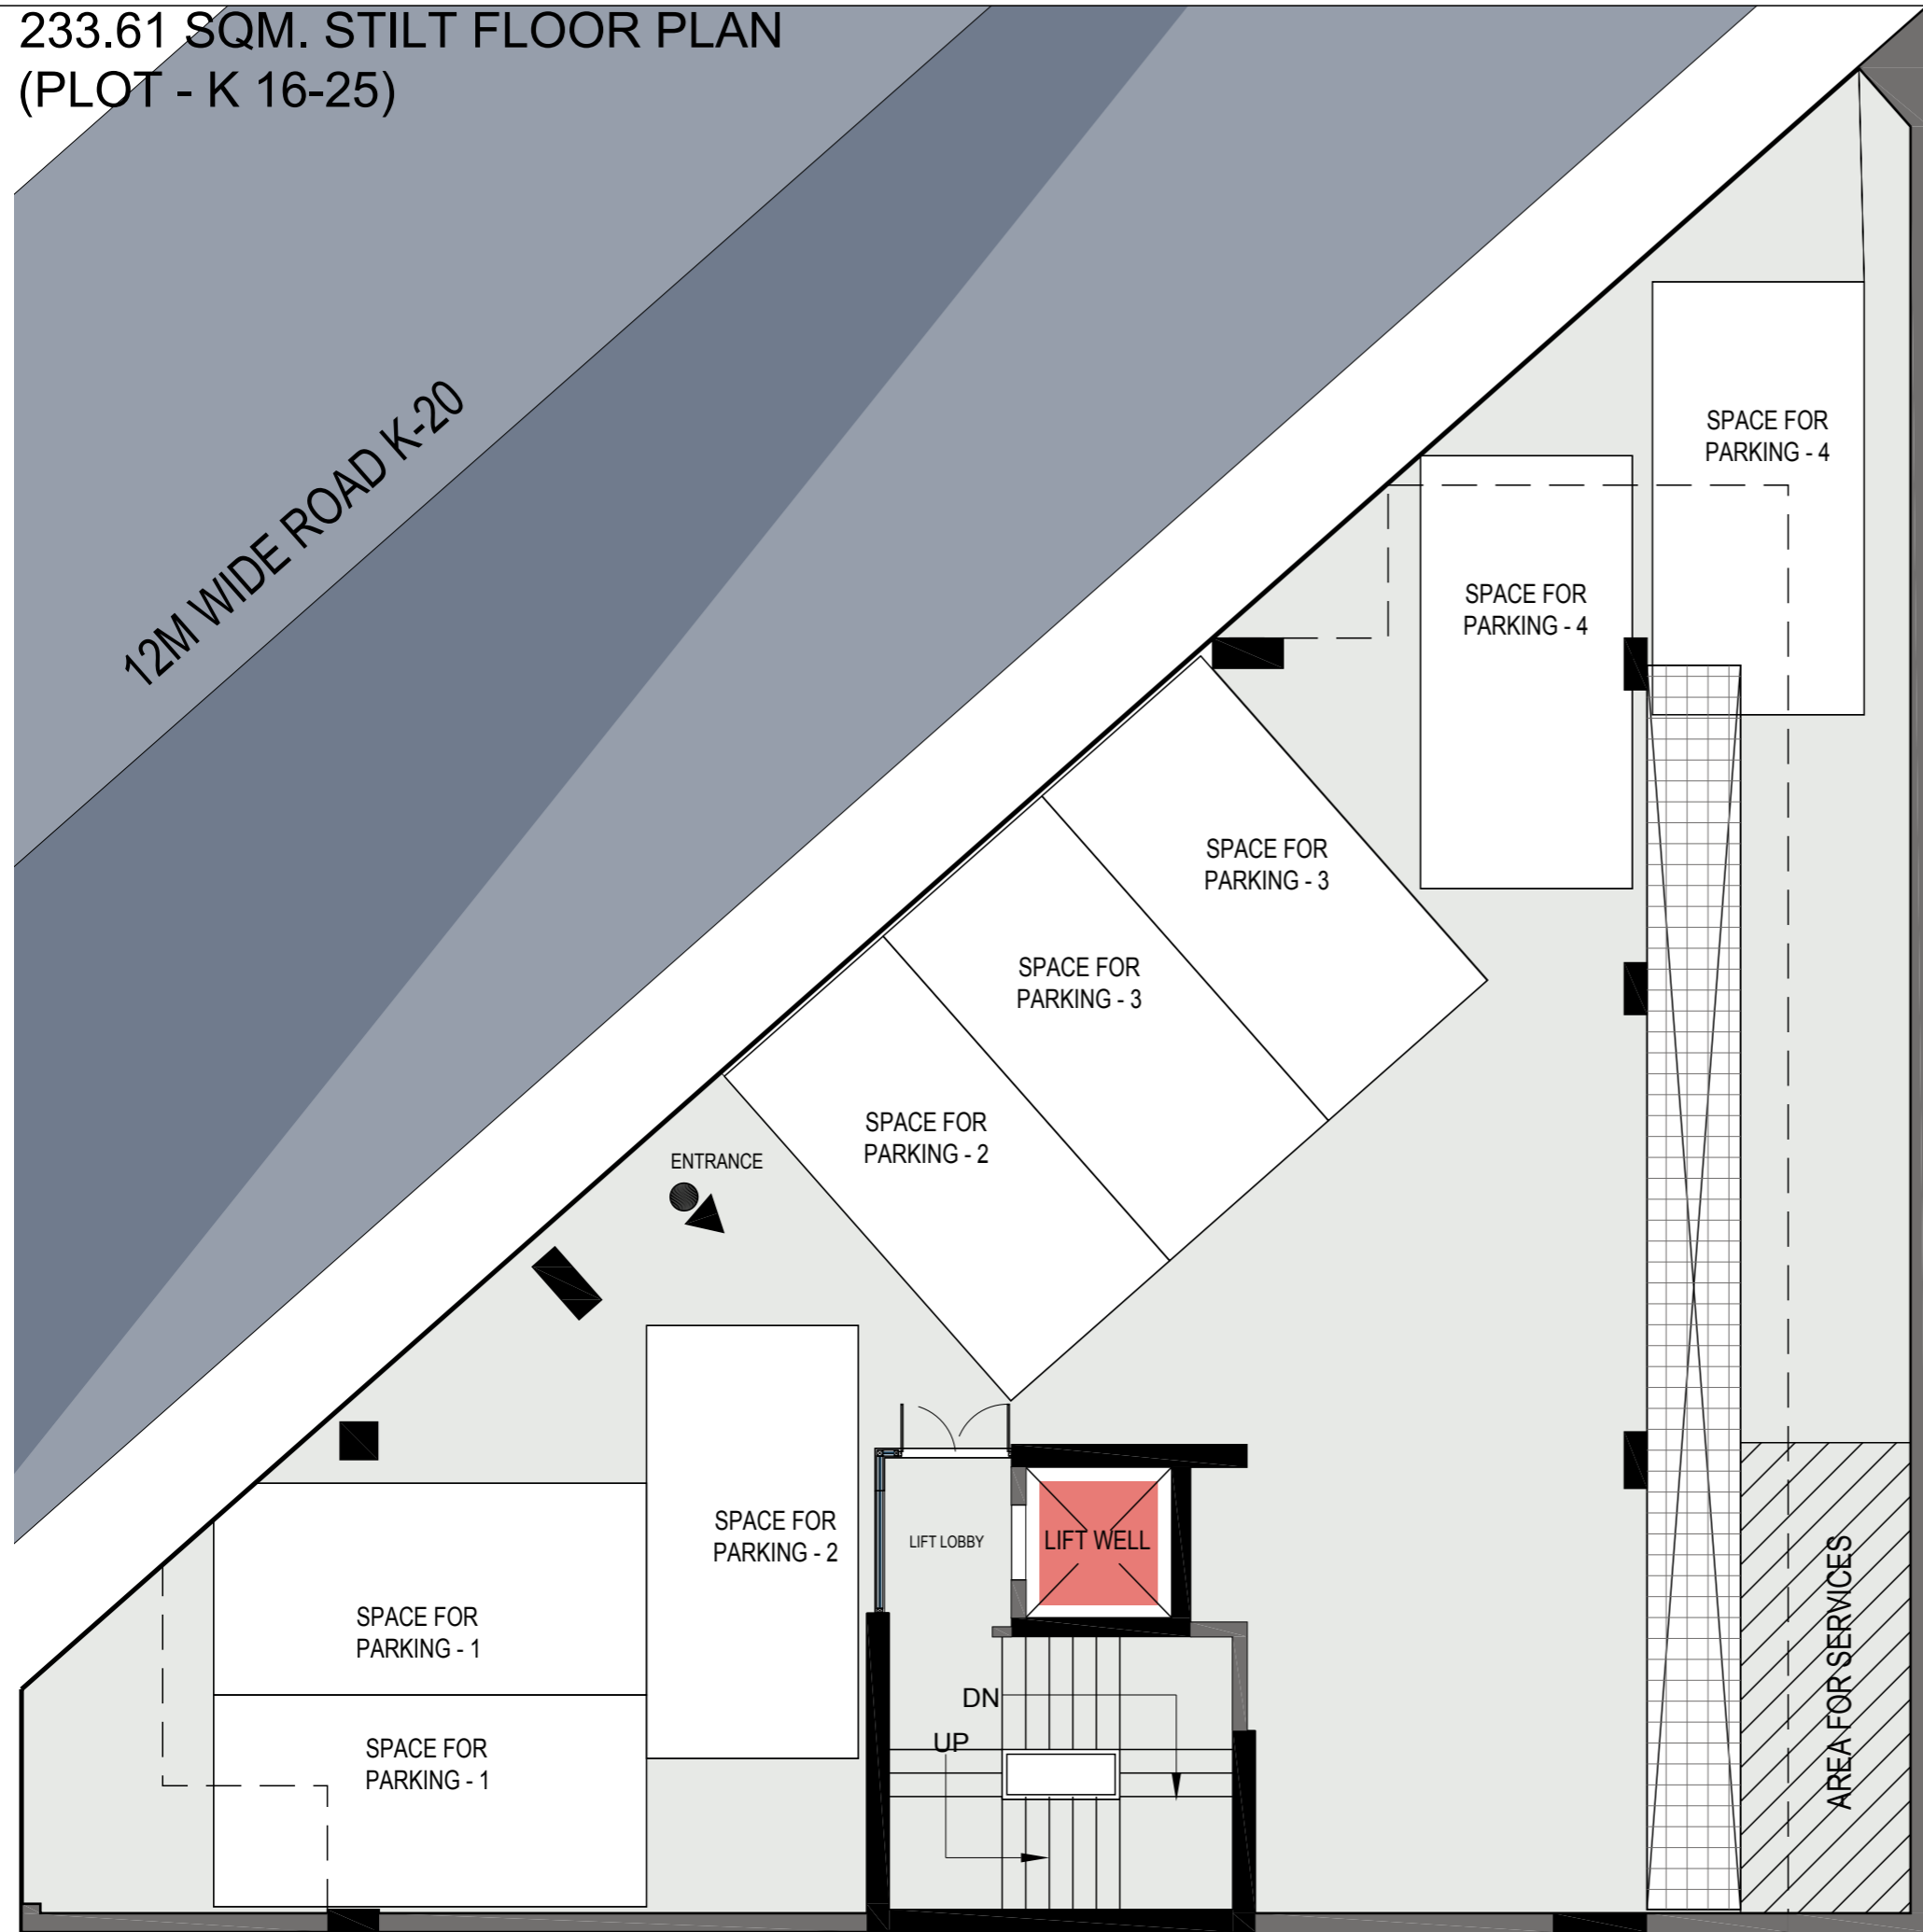 233.61 SQM. STILT FLOOR PLAN
(PLOT - K 16-25)
12M WIDE ROAD K-20
SPACE FOR
PARKING - 4
SPACE FOR
PARKING - 4
SPACE FOR
PARKING - 3
SPACE FOR
PARKING - 3
SPACE FOR
PARKING - 2
ENTRANCE
SPACE FOR
PARKING - 2
LIFT LOBBY
LIFT WELL
SPACE FOR
PARKING - 1
SPACE FOR
PARKING - 1
DN
UP
AREA FOR SERVICES